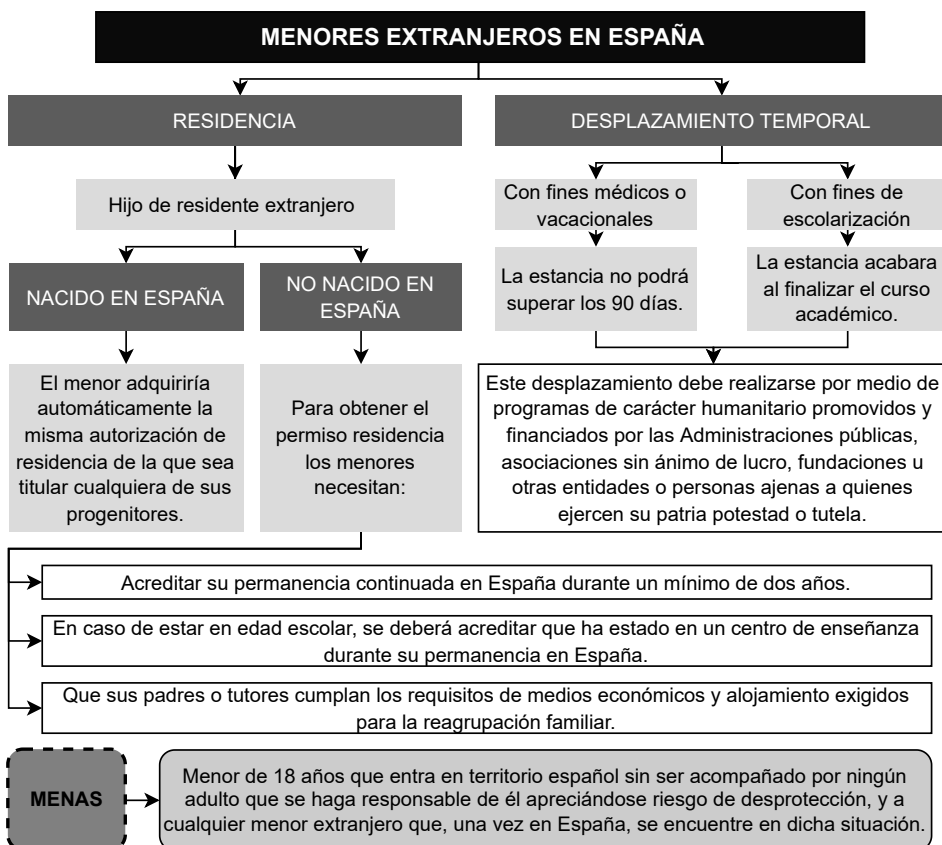 MENORES EXTRANJEROS EN ESPAÑA
RESIDENCIA
DESPLAZAMIENTO TEMPORAL
Hijo de residente extranjero
Con fines médicos o
vacacionales
Con fines de
escolarización
NACIDO EN ESPAÑA
NO NACIDO EN
ESPAÑA
La estancia no podrá
superar los 90 días.
La estancia acabara
al finalizar el curso
académico.
El menor adquiriría
automáticamente la
misma autorización de
residencia de la que sea
titular cualquiera de sus
progenitores.
Para obtener el
permiso residencia
los menores
necesitan:
Este desplazamiento debe realizarse por medio de
programas de carácter humanitario promovidos y
financiados por las Administraciones públicas,
asociaciones sin ánimo de lucro, fundaciones u
otras entidades o personas ajenas a quienes
ejercen su patria potestad o tutela.
Acreditar su permanencia continuada en España durante un mínimo de dos años.
En caso de estar en edad escolar, se deberá acreditar que ha estado en un centro de enseñanza
durante su permanencia en España.
Que sus padres o tutores cumplan los requisitos de medios económicos y alojamiento exigidos
para la reagrupación familiar.
MENAS
Menor de 18 años que entra en territorio español sin ser acompañado por ningún
adulto que se haga responsable de él apreciándose riesgo de desprotección, y a
cualquier menor extranjero que, una vez en España, se encuentre en dicha situación.